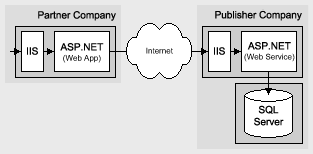 Partner Company
Publisher Company
IIS
ASP.NET
(Web App)
Internet
IIS
ASP.NET
(Web Service)
SQL
Server